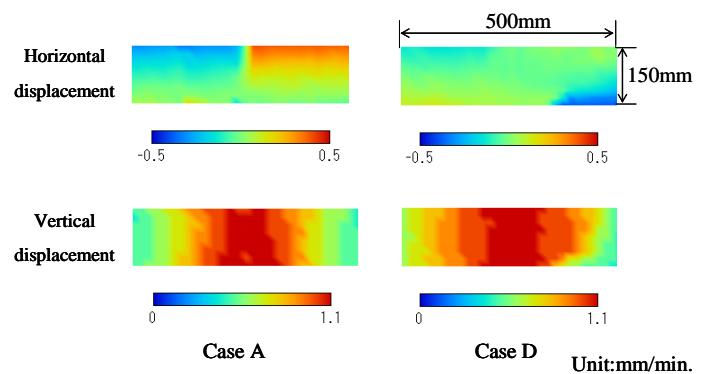 500mm
Horizontal
displacement
150mm
-0.5 0.5
-0.5 0.5
Vertical
displacement
0 1.1
0 1.1
Case A
Case D
Unit:mm/min.